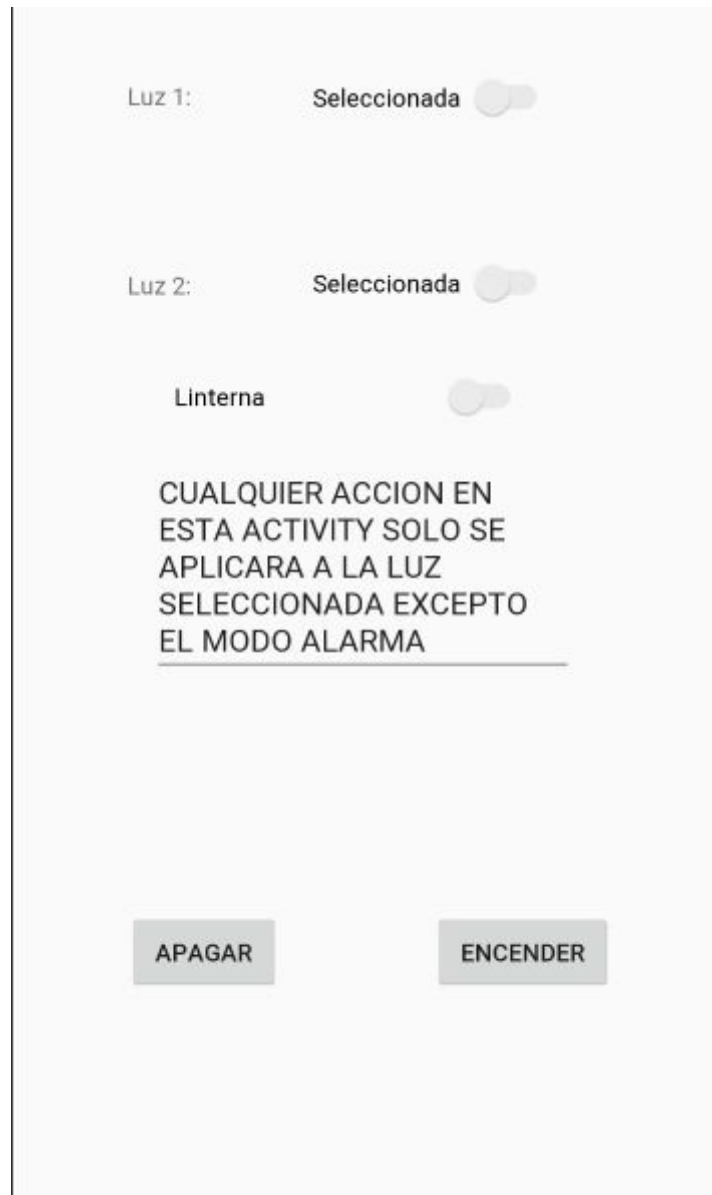 Luz 1: Seleccionada
Luz 2: Seleccionada
Linterna
CUALQUIER ACCION EN
ESTA ACTIVITY SOLO SE
APLICARA A LA LUZ
SELECCIONADA EXCEPTO
EL MODO ALARMA
APAGAR ENCENDER